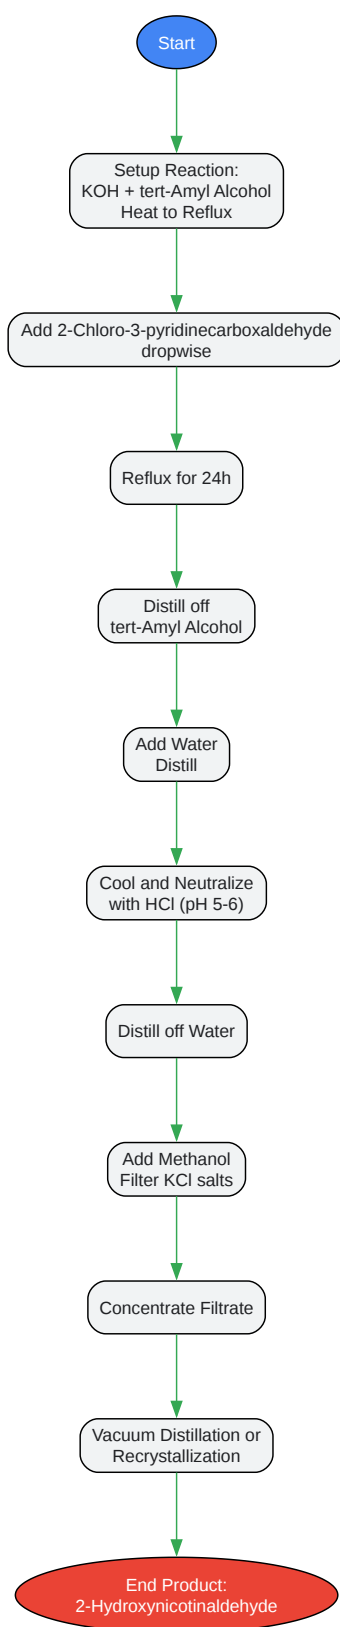 Start
Setup Reaction:
KOH + tert-Amyl Alcohol
Heat to Reflux
Add 2-Chloro-3-pyridinecarboxaldehyde
dropwise
Reflux for 24h
Distill off
tert-Amyl Alcohol
Add Water
Distill
Cool and Neutralize
with HCl (pH 5-6)
Distill off Water
Add Methanol
Filter KCl salts
Concentrate Filtrate
Vacuum Distillation or
Recrystallization
End Product:
2-Hydroxynicotinaldehyde